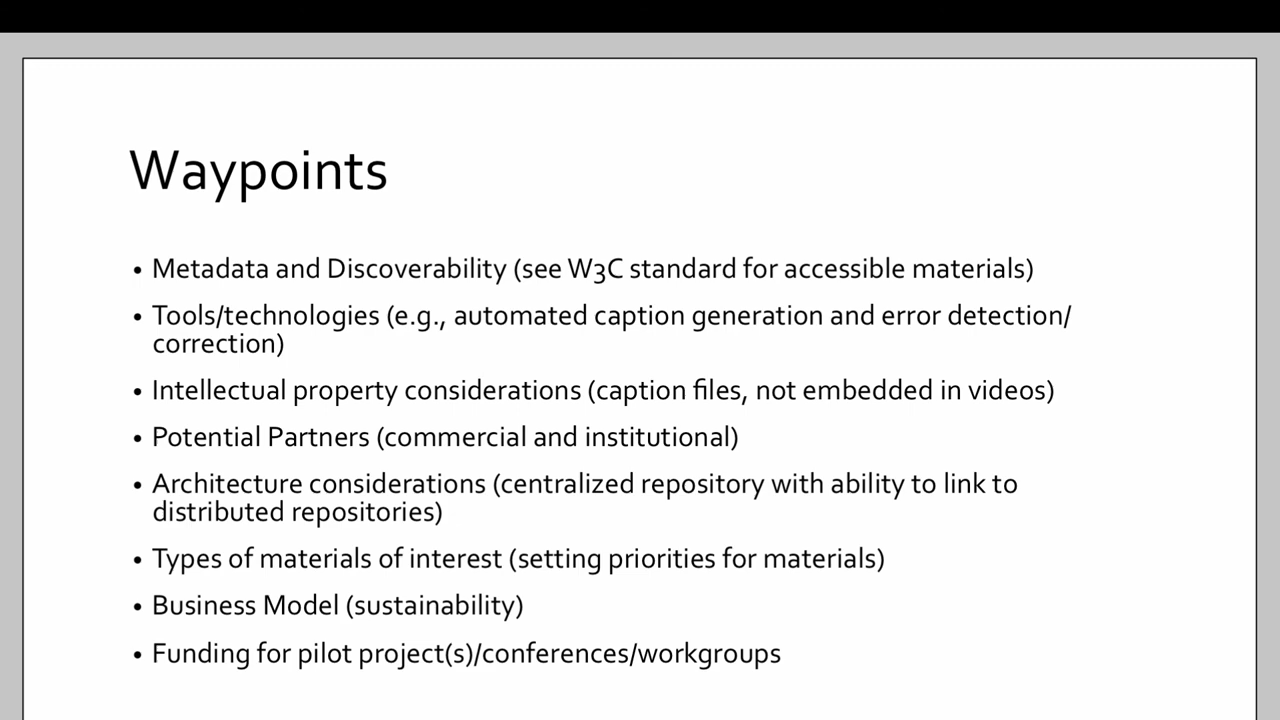 Waypoints
• Metadata and Discoverability (see W3C standard for accessible materials)
• Tools/technologies (e.g., automated caption generation and error detection/
correction)
• Intellectual property considerations (caption files, not embedded in videos)
• Potential Partners (commercial and institutional)
• Architecture considerations (centralized repository with ability to link to
distributed repositories)
• Types of materials of interest (setting priorities for materials)
• Business Model (sustainability)
• Funding for pilot project(s)/conferences/workgroups